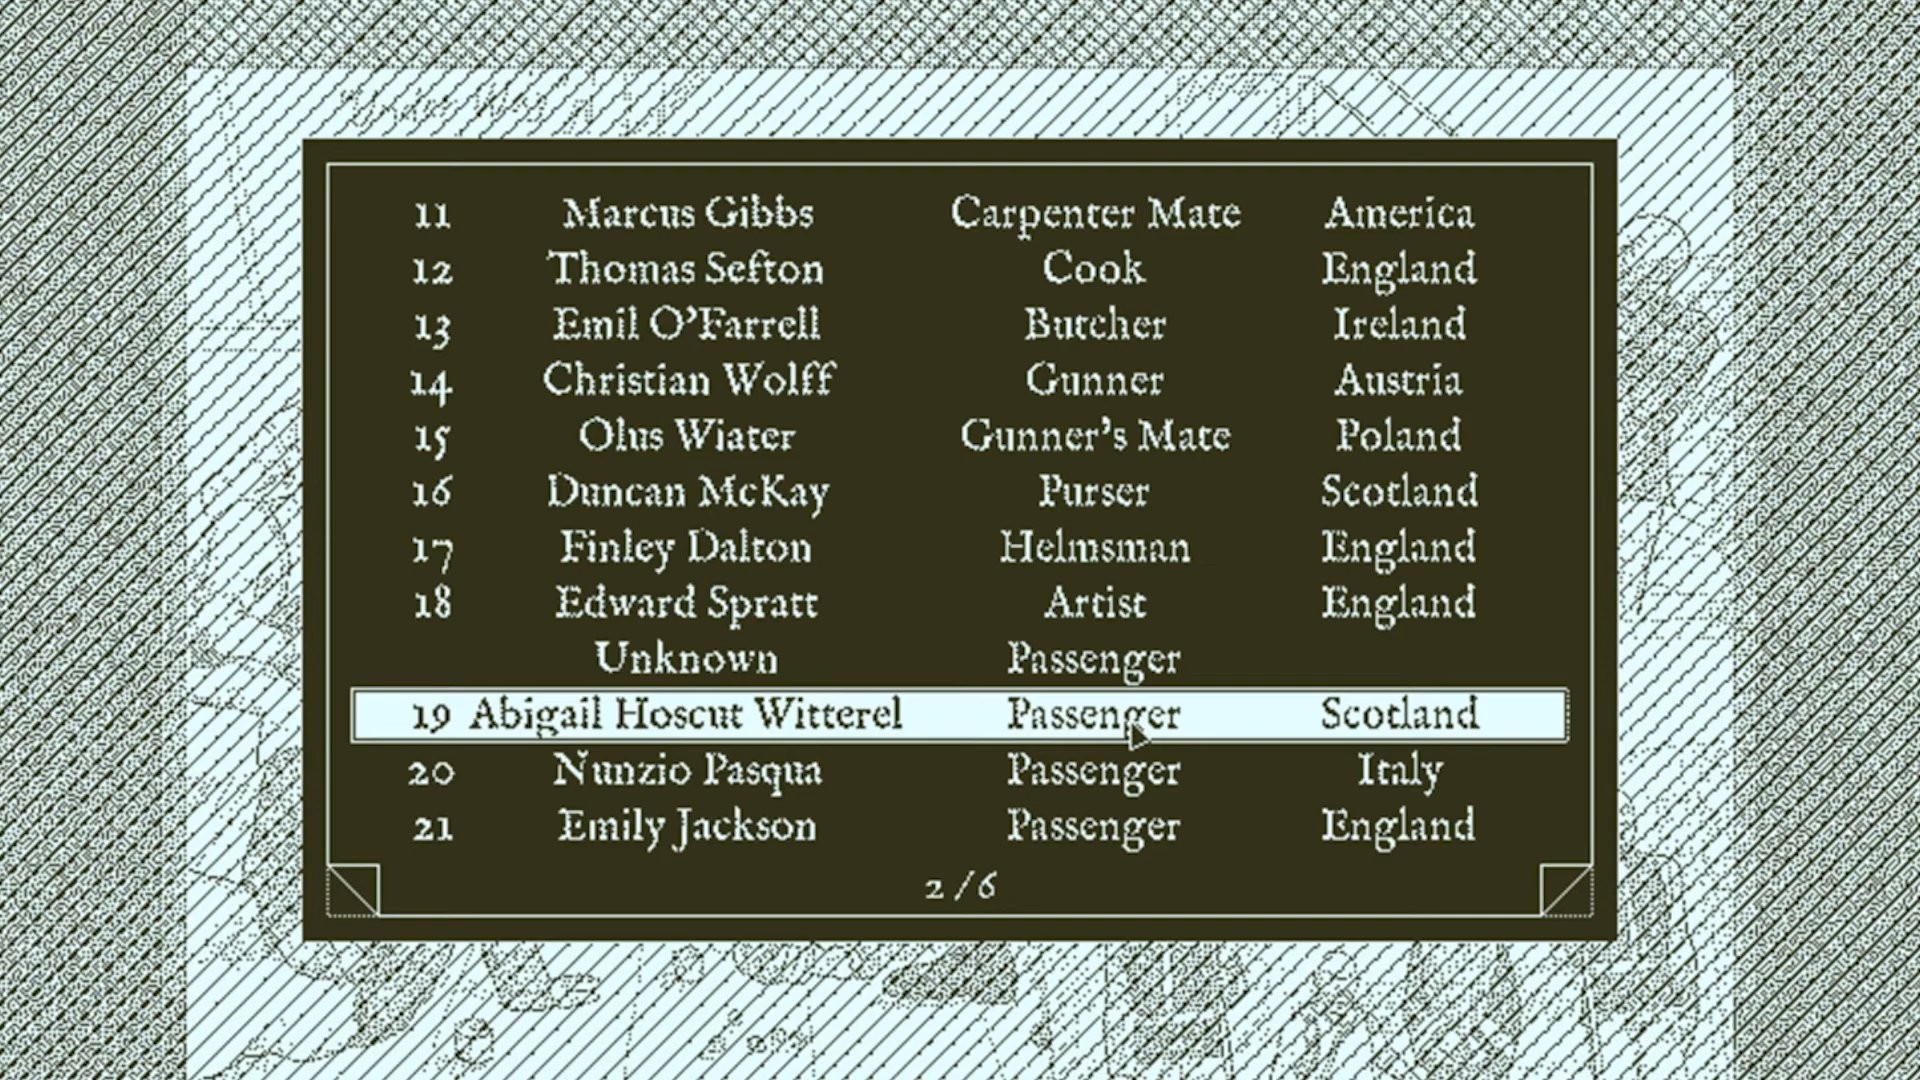 11 Marcus Gibbs Carpenter Mate America
12 Thomas Sefton Cook England
13 Emil O'Farrell Butcher Ireland
14 Christian Wolff Gunner Austria
15 Olus Wiater Gunner's Mate Poland
16 Duncan McKay Purser Scotland
17 Finley Dalton Helmsman England
18 Edward Spratt Artist England
Unknown Passenger
19 Abigail Hoscut Witterel Passenger Scotland
20 Nunzio Pasqua Passenger Italy
21 Emily Jackson Passenger England
2 / 6